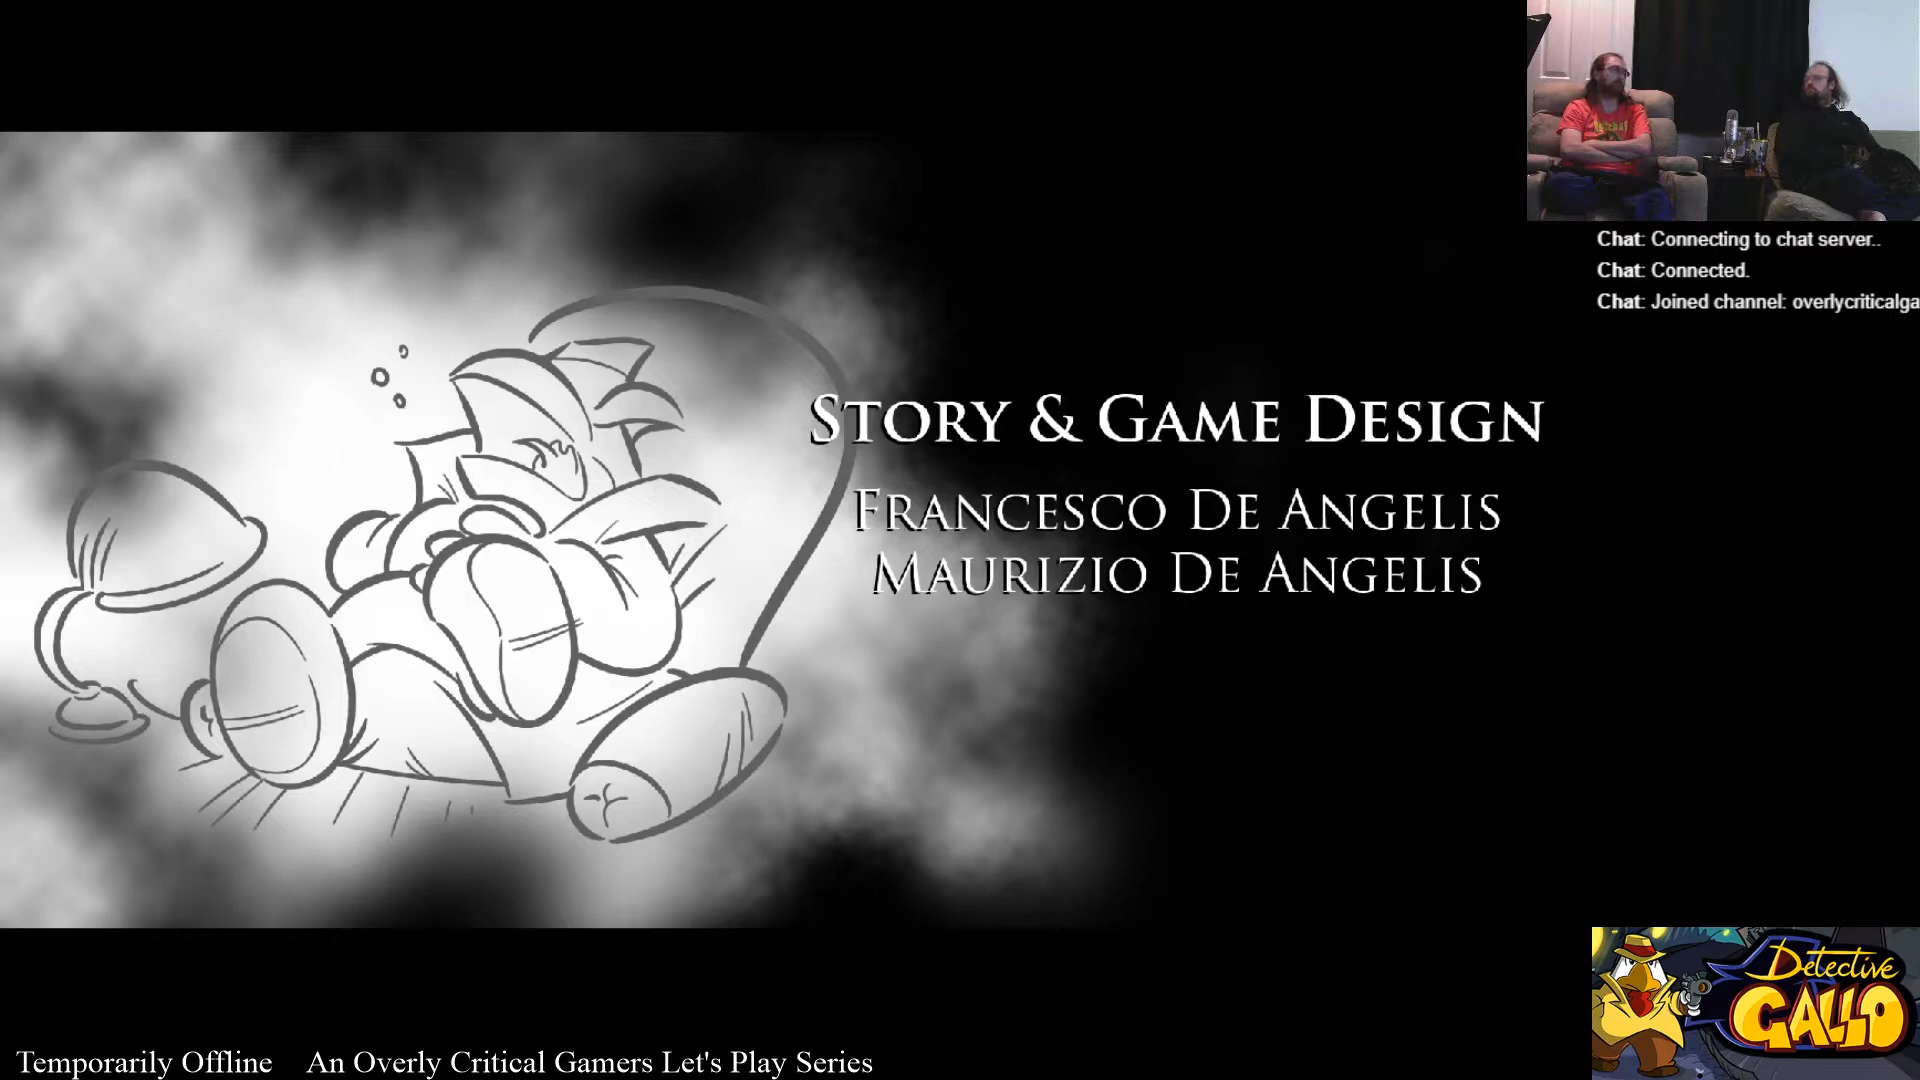 Chat: Connecting to chat server..
Chat: Connected.
Chat: Joined channel: overlycriticalga
STORY & GAME DESIGN
FRANCESCO DE ANGELIS
MAURIZIO DE ANGELIS
Detective
GALLO
Temporarily Offline An Overly Critical Gamers Let's Play Series